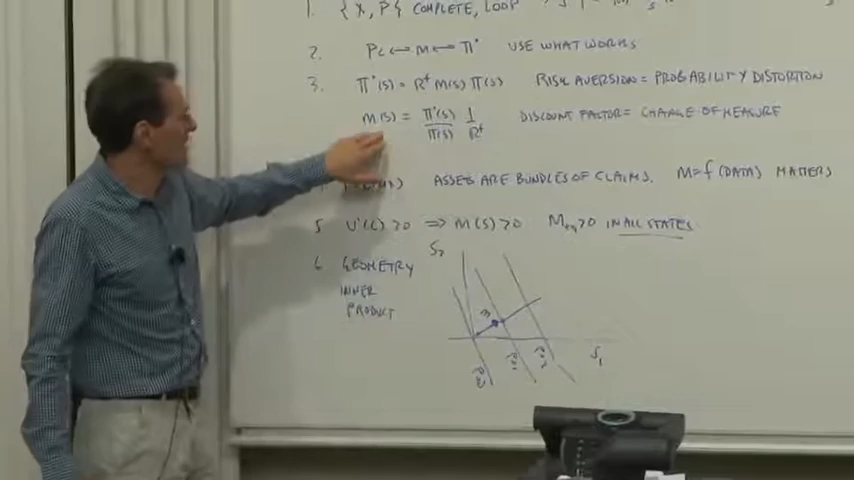 1. {X, P} COMPLETE, LOOP
2. Pc ↔ M ↔ Π* USE WHAT WORKS
3. Π*(s) = Rᶠ M(s) Π(s) RISK AVERSION = PROBABILITY DISTORTION
M(s) = Π*(s)/Π(s) 1/Rᶠ DISCOUNT FACTOR = CHANGE OF MEASURE
ASSETS ARE BUNDLES OF CLAIMS. M=f(DATA) MATTERS
5 U'(C) >0 ⇒ M(S) >0 M >0 IN ALL STATES
6 GEOMETRY
INNER
PRODUCT
S₂
M
S₁